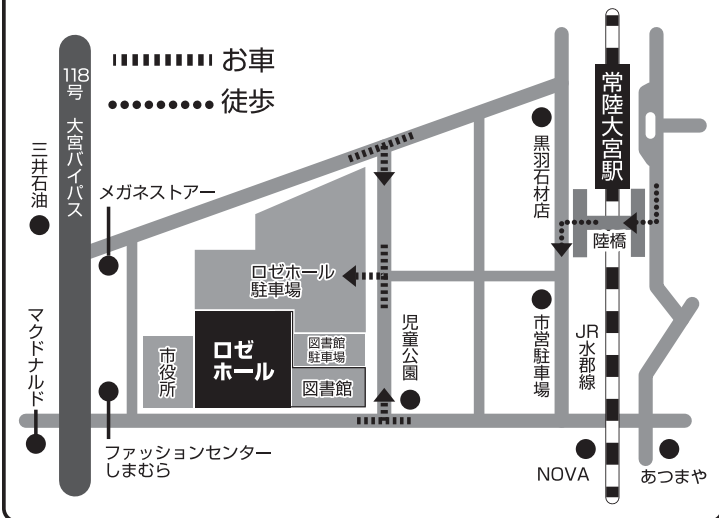 お車
徒歩
118号 大宮バイパス
三井石油
メガネストアー
マクドナルド
常陸大宮駅
黒羽石材店
陸橋
ロゼホール
駐車場
ロゼ
ホール
図書館
駐車場
図書館
市役所
児童公園
市営駐車場
JR水郡線
ファッションセンター
しまむら
NOVA
あつまや